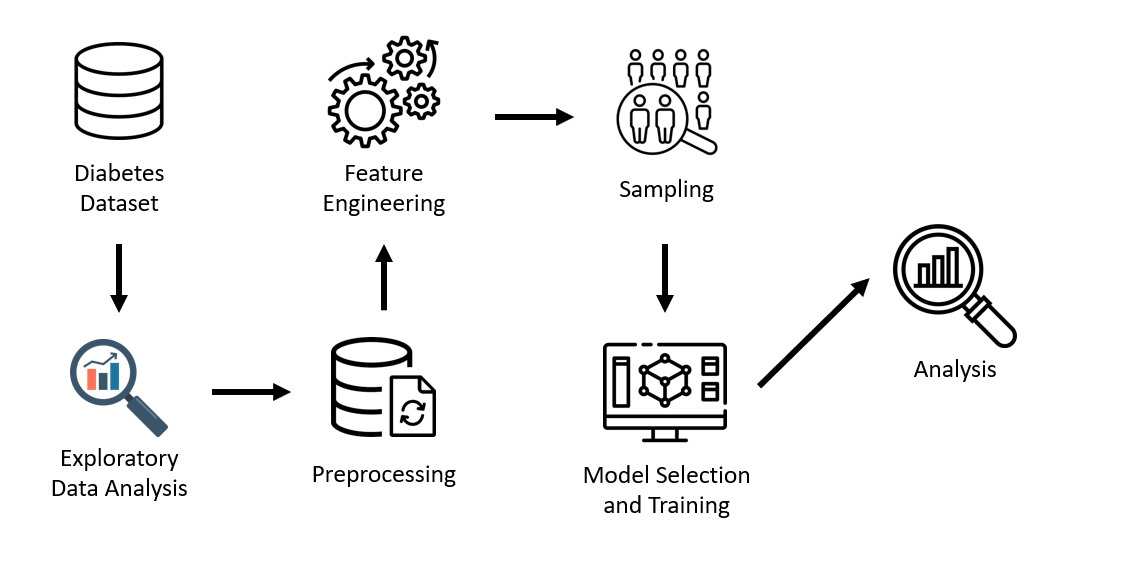 Diabetes
Dataset
Exploratory
Data Analysis
Preprocessing
Feature
Engineering
Sampling
Model Selection
and Training
Analysis